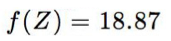 f(Z) = 18.87